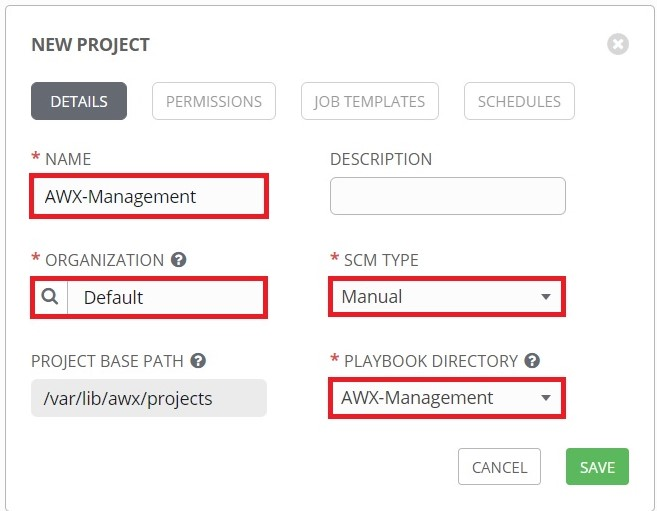 NEW PROJECT
DETAILS PERMISSIONS JOB TEMPLATES SCHEDULES
* NAME DESCRIPTION
AWX-Management
* ORGANIZATION ? * SCM TYPE
Default Manual
PROJECT BASE PATH ? * PLAYBOOK DIRECTORY ?
/var/lib/awx/projects AWX-Management
CANCEL SAVE